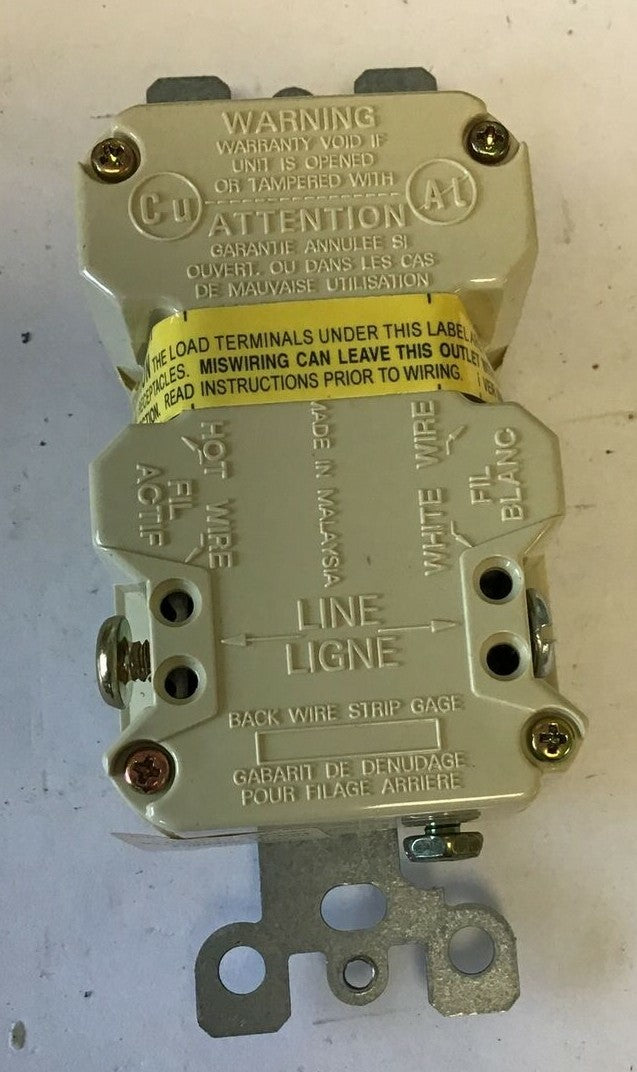 WARNING
WARRANTY VOID IF
UNIT IS OPENED
OR TAMPERED WITH
Cu
Al
ATTENTION
GARANTIE ANNULEE SI
OUVERT. OU DANS LES CAS
DE MAUVAISE UTILISATION
THE LOAD TERMINALS UNDER THIS LABEL
RECEPTACLES. MISWIRING CAN LEAVE THIS OUTLET
READ INSTRUCTIONS PRIOR TO WIRING.
HOT WIRE
FIL
ACTIF
MADE IN MALAYSIA
WHITE WIRE
FIL
BLANC
LINE
LIGNE
BACK WIRE STRIP GAGE
GABARIT DE DENUDAGE
POUR FILAGE ARRIERE